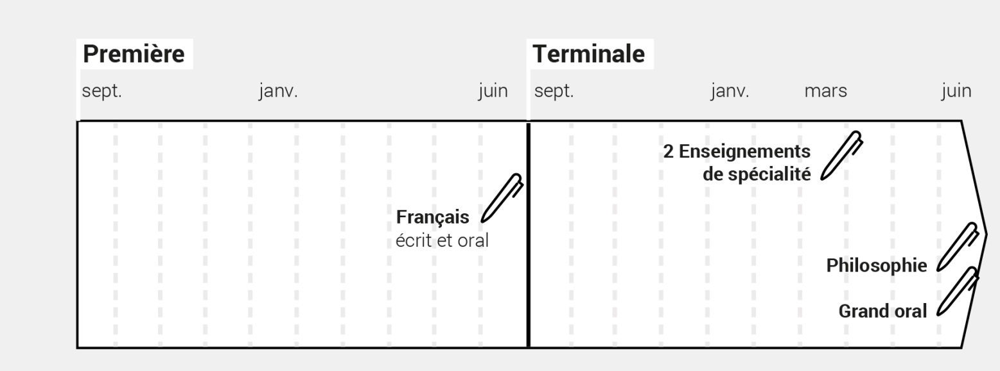 Première
Terminale
sept.
janv.
juin
sept.
janv.
mars
juin
2 Enseignements
de spécialité
Français
écrit et oral
Philosophie
Grand oral